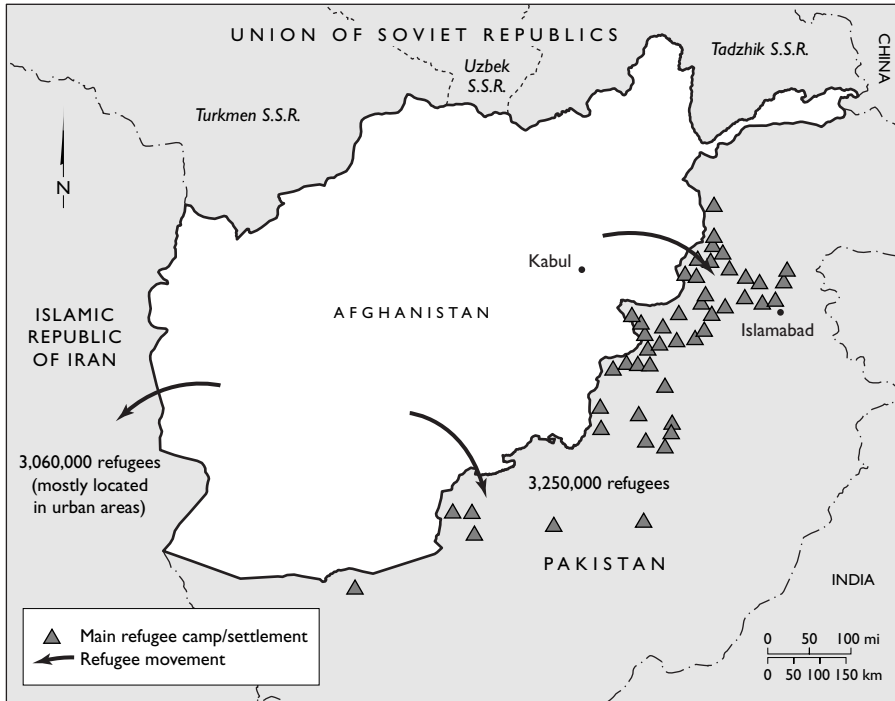 UNION OF SOVIET REPUBLICS
CHINA
Tadzhik S.S.R.
Uzbek
S.S.R.
Turkmen S.S.R.
N
Kabul
AFGHANISTAN
Islamabad
ISLAMIC
REPUBLIC
OF IRAN
3,060,000 refugees
(mostly located
in urban areas)
3,250,000 refugees
PAKISTAN
INDIA
Main refugee camp/settlement
Refugee movement
0 50 100 mi
0 50 100 150 km